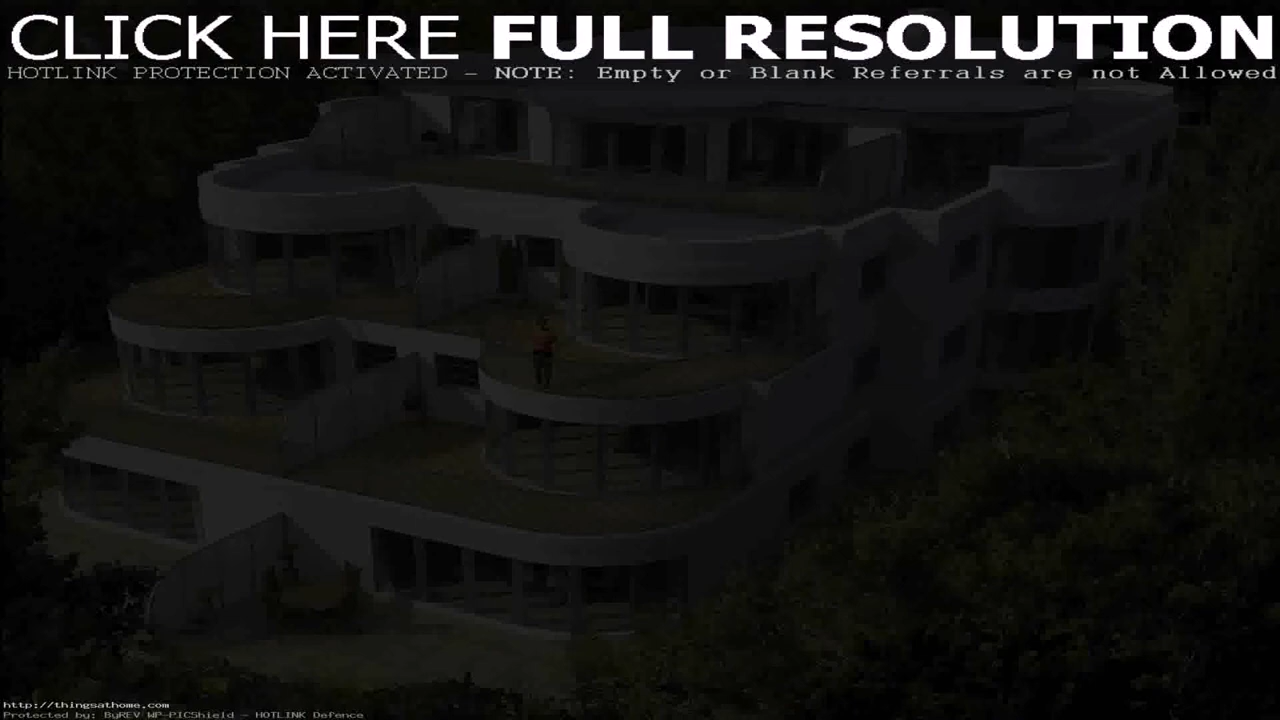 CLICK HERE FULL RESOLUTION
HOTLINK PROTECTION ACTIVATED - NOTE: Empty or Blank Referrals are not Allowed
http://thingsathome.com
Protected by: ByREV WP-PICShield - HOTLINK Defence